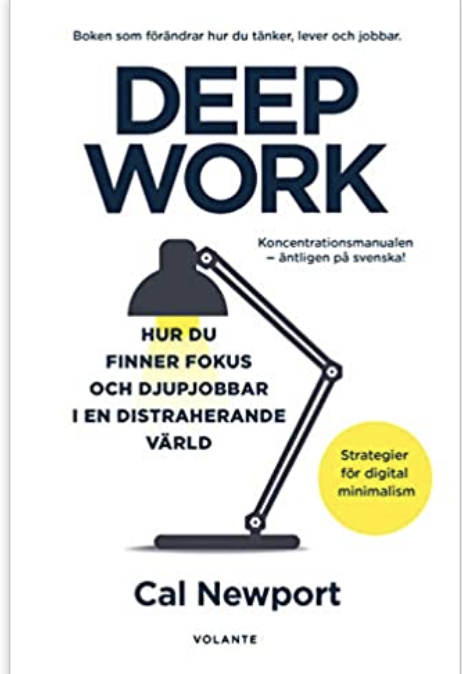 Boken som förändrar hur du tänker, lever och jobbar.
DEEP
WORK
Koncentrationsmanualen
– äntligen på svenska!
HUR DU
FINNER FOKUS
OCH DJUPJOBBAR
I EN DISTRAHERANDE
VÄRLD
Strategier
för digital
minimalism
Cal Newport
VOLANTE